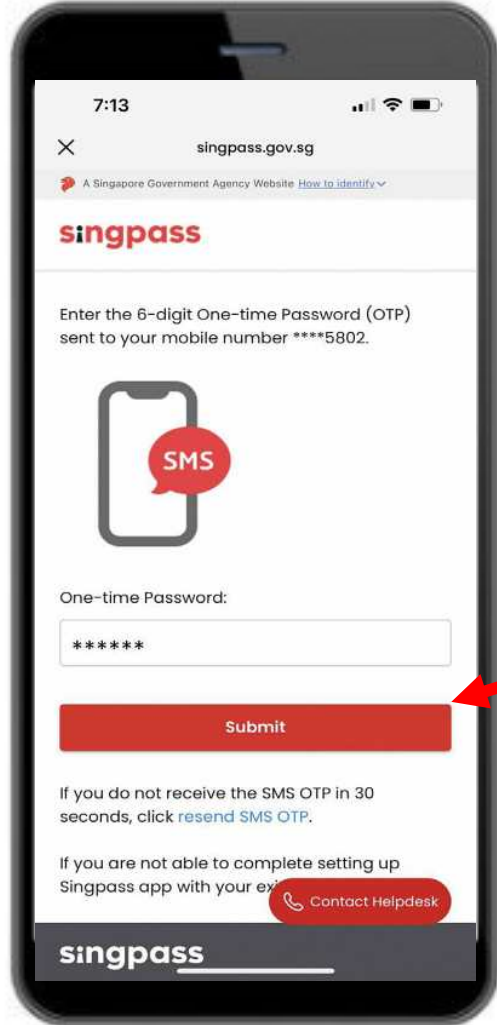 7:13
singpass.gov.sg
A Singapore Government Agency Website How to identify
singpass
Enter the 6-digit One-time Password (OTP)
sent to your mobile number ****5802.
SMS
One-time Password:
******
Submit
If you do not receive the SMS OTP in 30
seconds, click resend SMS OTP.
If you are not able to complete setting up
Singpass app with your
Contact Helpdesk
singpass